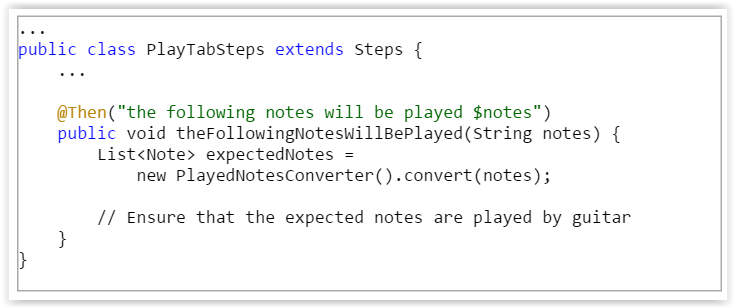 ...
public class PlayTabSteps extends Steps {
    ...
    @Then("the following notes will be played $notes")
    public void theFollowingNotesWillBePlayed(String notes) {
        List<Note> expectedNotes =
            new PlayedNotesConverter().convert(notes);
        // Ensure that the expected notes are played by guitar
    }
}